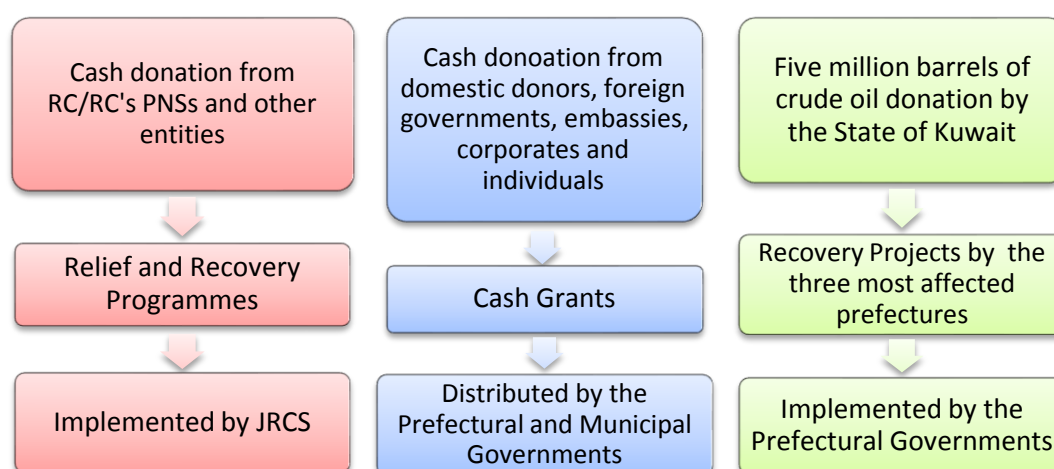 Cash donation from
RC/RC's PNSs and other
entities
Relief and Recovery
Programmes
Implemented by JRCS
Cash donoation from
domestic donors, foreign
governments, embassies,
corporates and
individuals
Cash Grants
Distributed by the
Prefectural and Municipal
Governments
Five million barrels of
crude oil donation by
the State of Kuwait
Recovery Projects by the
three most affected
prefectures
Implemented by the
Prefectural Governments